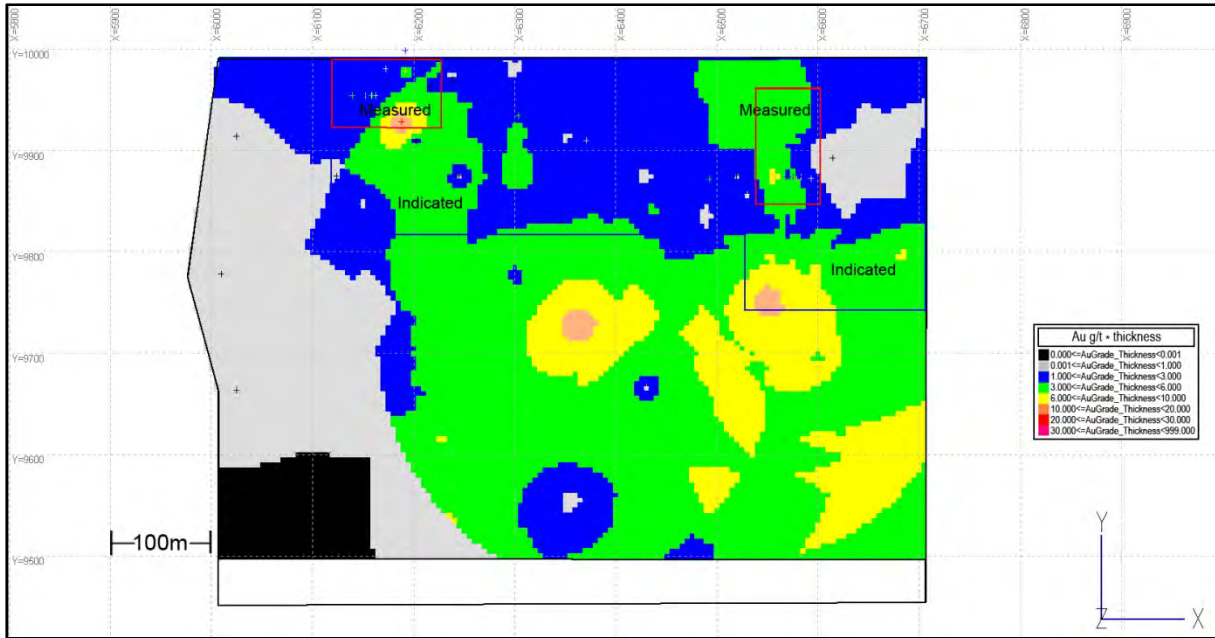 X=5800
X=5900
X=6000
X=6100
X=6200
X=6300
X=6400
X=6500
X=6600
X=6700
X=6800
X=6900
Y=10000
Measured
Measured
Y=9900
Indicated
Y=9800
Indicated
Y=9700
Au g/t * thickness
0.000<=AuGrade_Thickness<0.001
0.001<=AuGrade_Thickness<1.000
1.000<=AuGrade_Thickness<3.000
3.000<=AuGrade_Thickness<6.000
6.000<=AuGrade_Thickness<10.000
10.000<=AuGrade_Thickness<20.000
20.000<=AuGrade_Thickness<30.000
30.000<=AuGrade_Thickness<999.000
Y=9600
100m
Y=9500
Y
Z
X